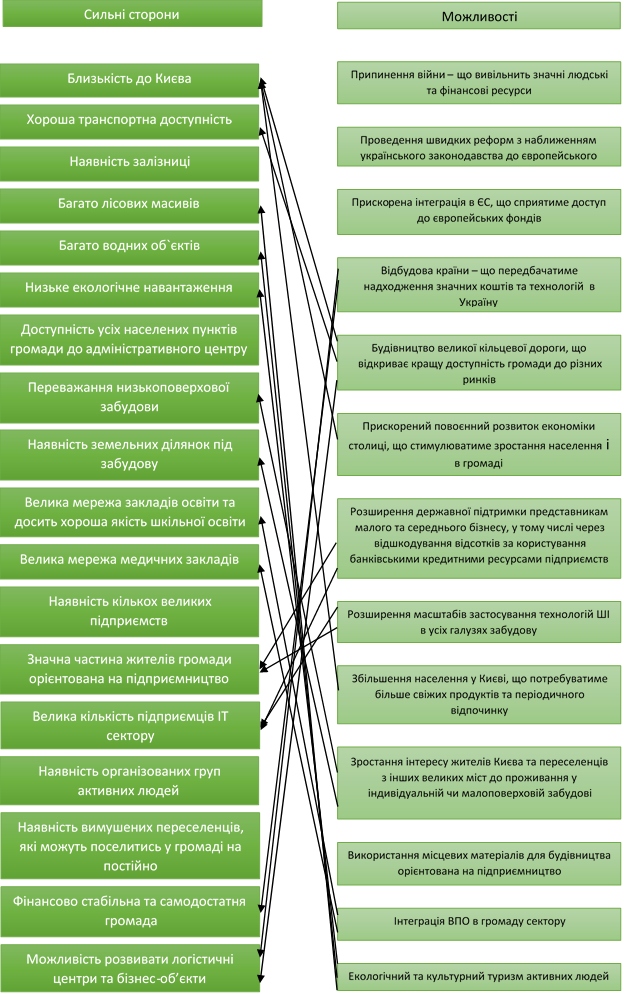 Сильні сторони
Близькість до Києва
Хороша транспортна доступність
Наявність залізниці
Багато лісових масивів
Багато водних об`єктів
Низьке екологічне навантаження
Доступність усіх населених пунктів
громади до адміністративного центру
Переважання низькоповерхової
забудови
Наявність земельних ділянок під
забудову
Велика мережа закладів освіти та
досить хороша якість шкільної освіти
Велика мережа медичних закладів
Наявність кількох великих
підприємств
Значна частина жителів громади
орієнтована на підприємництво
Велика кількість підприємців ІТ
сектору
Наявність організованих груп
активних людей
Наявність вимушених переселенців,
які можуть поселитись у громаді на
постійно
Фінансово стабільна та самодостатня
громада
Можливість розвивати логістичні
центри та бізнес-об’єкти
Можливості
Припинення війни – що вивільнить значні людські
та фінансові ресурси
Проведення швидких реформ з наближенням
українського законодавства до європейського
Прискорена інтеграція в ЄС, що сприятиме доступ
до європейських фондів
Відбудова країни – що передбачатиме
надходження значних коштів та технологій в
Україну
Будівництво великої кільцевої дороги, що
відкриває кращу доступність громади до різних
ринків
Прискорений повоєнний розвиток економіки
столиці, що стимулюватиме зростання населення і
в громаді
Розширення державної підтримки представникам
малого та середнього бізнесу, у тому числі через
відшкодування відсотків за користування
банківськими кредитними ресурсами підприємств
Розширення масштабів застосування технологій ШІ
в усіх галузях забудову
Збільшення населення у Києві, що потребуватиме
більше свіжих продуктів та періодичного
відпочинку
Зростання інтересу жителів Києва та переселенців
з інших великих міст до проживання у
індивідуальній чи малоповерховій забудові
Використання місцевих матеріалів для будівництва
орієнтована на підприємництво
Інтеграція ВПО в громаду сектору
Екологічний та культурний туризм активних людей